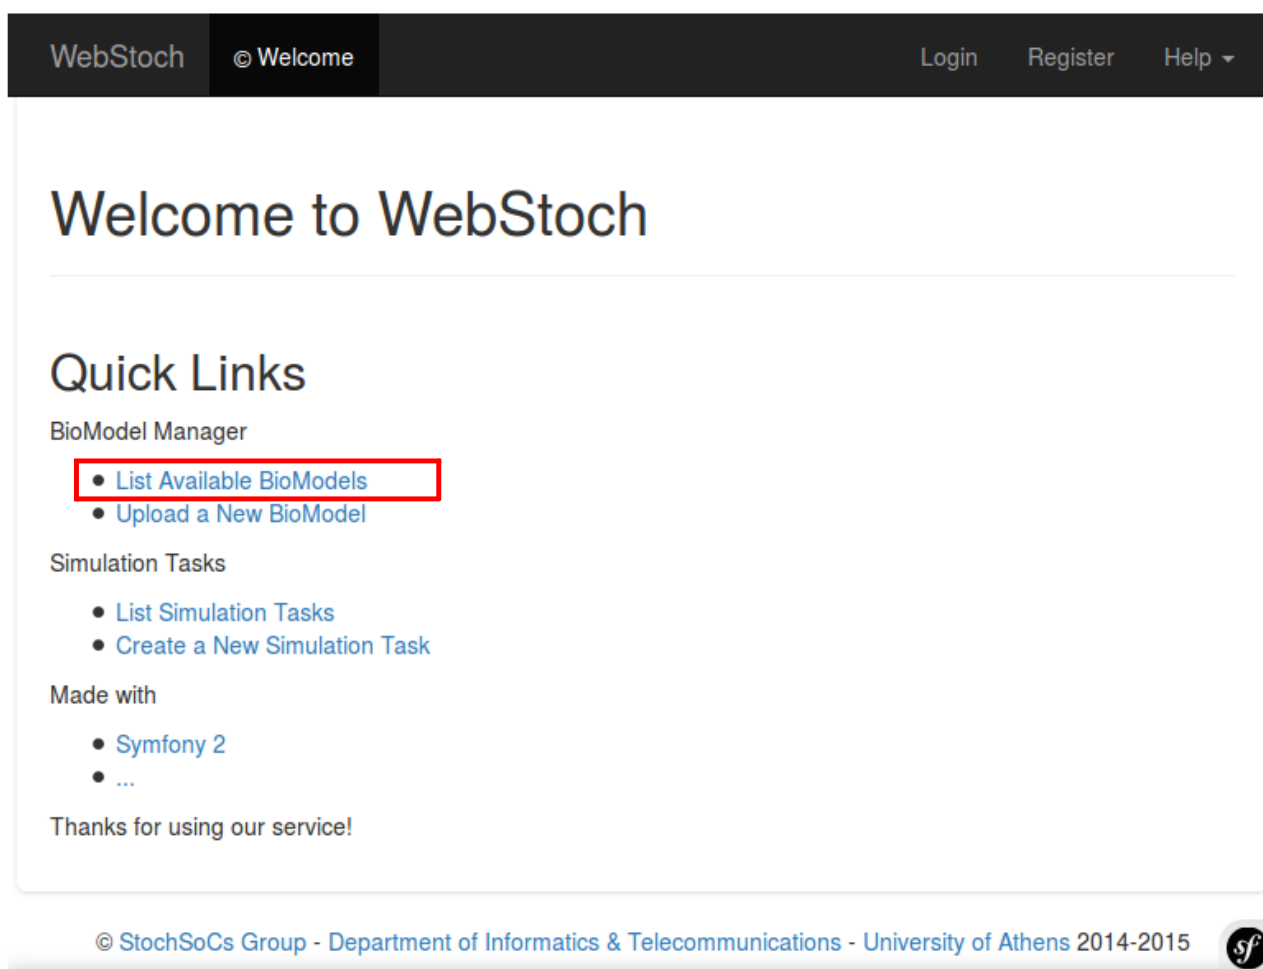 WebStoch © Welcome Login Register Help
Welcome to WebStoch
Quick Links
BioModel Manager
• List Available BioModels
• Upload a New BioModel
Simulation Tasks
• List Simulation Tasks
• Create a New Simulation Task
Made with
• Symfony 2
• ...
Thanks for using our service!
© StochSoCs Group - Department of Informatics & Telecommunications - University of Athens 2014-2015
sf